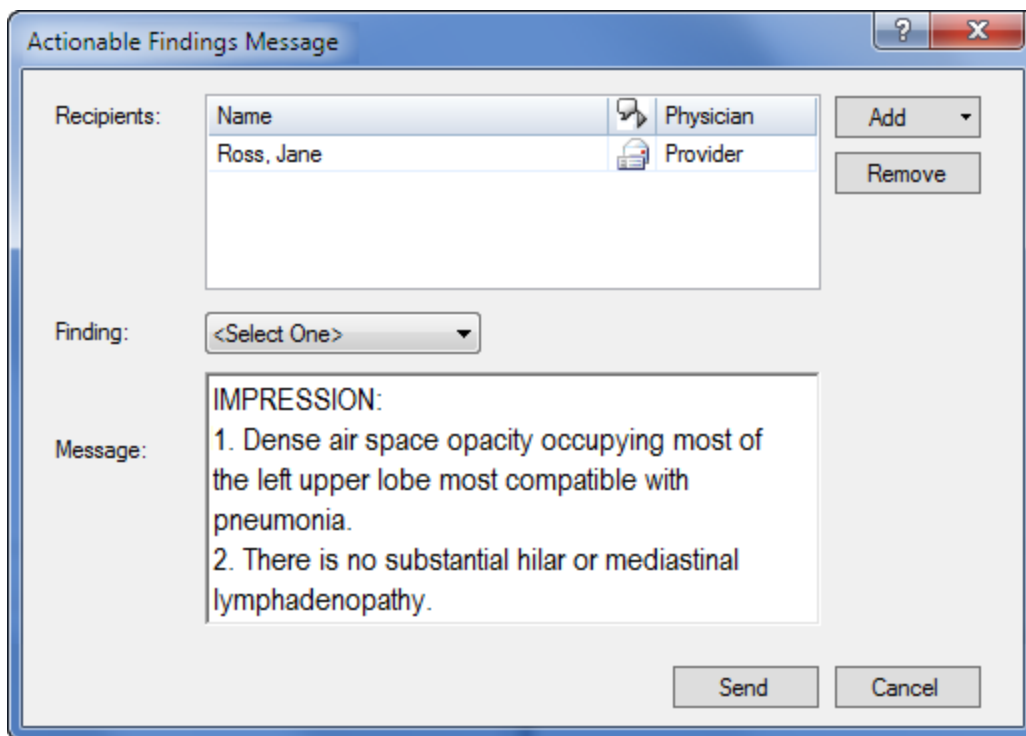 Actionable Findings Message
Recipients:
Name Physician
Ross, Jane Provider
Add
Remove
Finding:
<Select One>
Message:
IMPRESSION:
1. Dense air space opacity occupying most of
the left upper lobe most compatible with
pneumonia.
2. There is no substantial hilar or mediastinal
lymphadenopathy.
Send Cancel